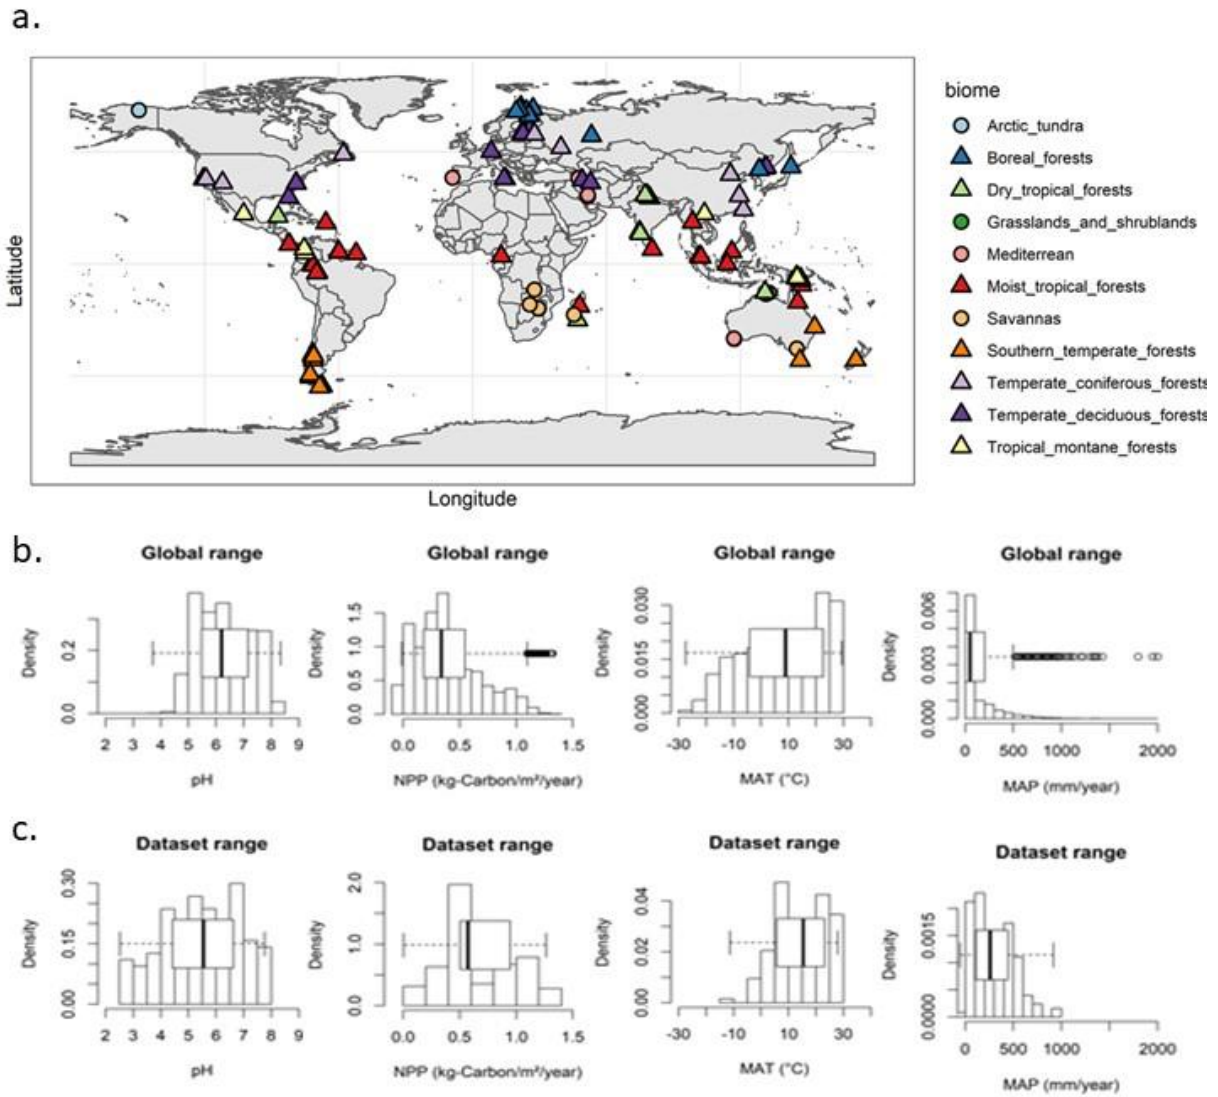 a.
biome
Arctic_tundra
Boreal_forests
Dry_tropical_forests
Grasslands_and_shrublands
Mediterrean
Moist_tropical_forests
Savannas
Southern_temperate_forests
Temperate_coniferous_forests
Temperate_deciduous_forests
Tropical_montane_forests
Latitude
Longitude
b.
Global range
Density
0.0 0.2
2 3 4 5 6 7 8 9
pH
Global range
Density
0.0 0.5 1.0 1.5
0.0 0.5 1.0 1.5
NPP (kg-Carbon/m²/year)
Global range
Density
0.000 0.015 0.030
-30 -10 10 30
MAT (°C)
Global range
Density
0.000 0.003 0.006
0 500 1000 2000
MAP (mm/year)
c.
Dataset range
Density
0.00 0.15 0.30
2 3 4 5 6 7 8 9
pH
Dataset range
Density
0.0 1.0 2.0
0.0 0.5 1.0 1.5
NPP (kg-Carbon/m²/year)
Dataset range
Density
0.00 0.02 0.04
-30 -10 10 30
MAT (°C)
Dataset range
Density
0.0000 0.0015
0 500 1000 2000
MAP (mm/year)